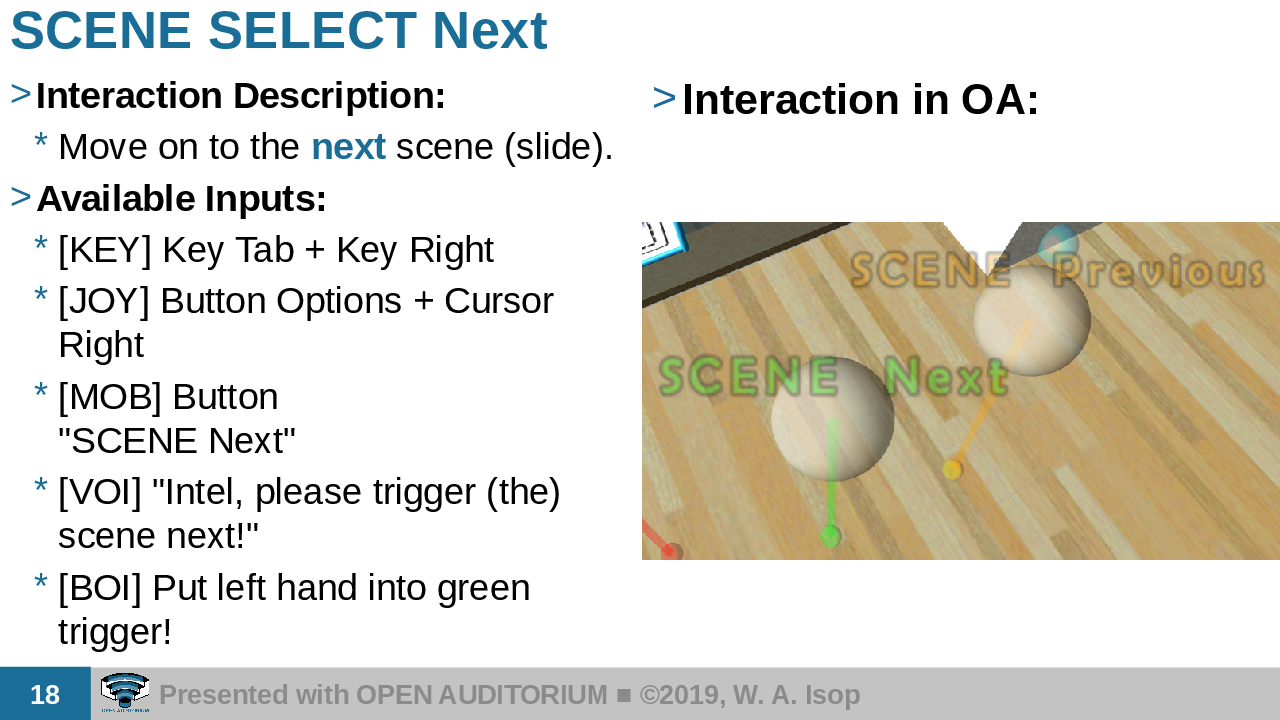 SCENE SELECT Next
> Interaction Description:
* Move on to the next scene (slide).
> Available Inputs:
* [KEY] Key Tab + Key Right
* [JOY] Button Options + Cursor
Right
* [MOB] Button
"SCENE Next"
* [VOI] "Intel, please trigger (the)
scene next!"
* [BOI] Put left hand into green
trigger!
> Interaction in OA:
SCENE Previous
SCENE Next
18
OPEN AUDITORIUM
Presented with OPEN AUDITORIUM ■ ©2019, W. A. Isop